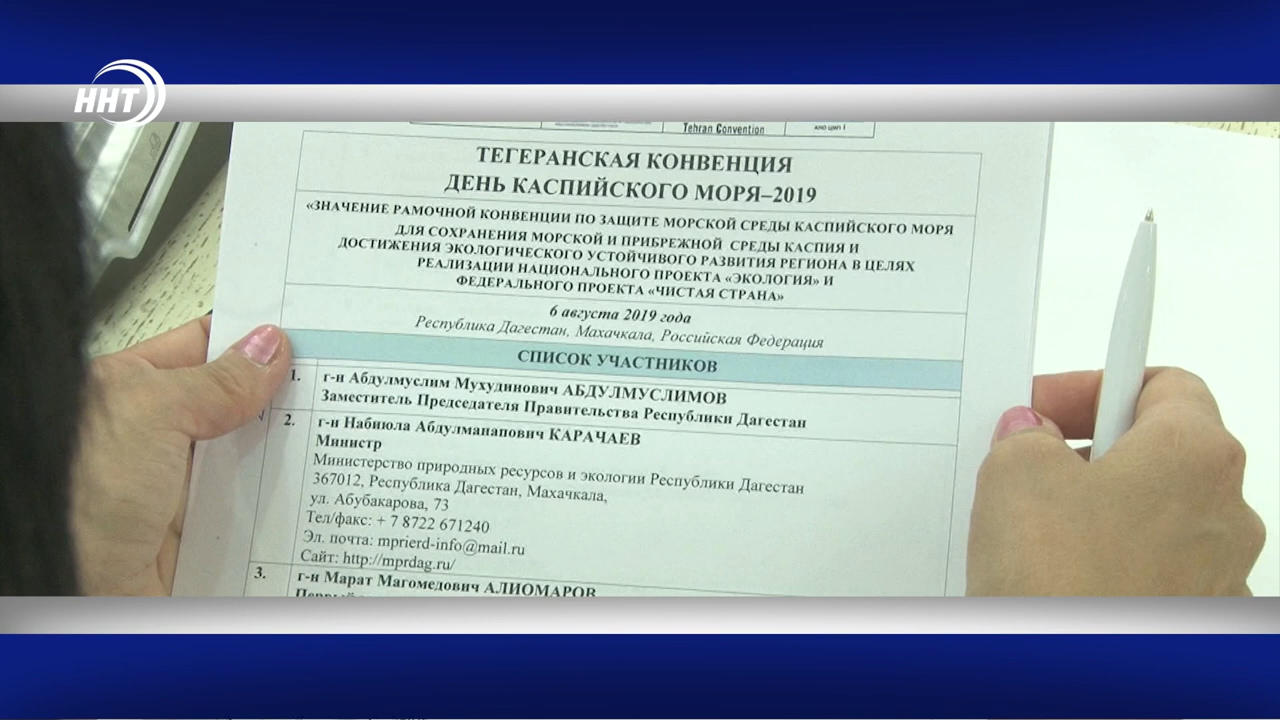 ННТ
Tehran Convention
АНО ЦМП
ТЕГЕРАНСКАЯ КОНВЕНЦИЯ
ДЕНЬ КАСПИЙСКОГО МОРЯ–2019
«ЗНАЧЕНИЕ РАМОЧНОЙ КОНВЕНЦИИ ПО ЗАЩИТЕ МОРСКОЙ СРЕДЫ КАСПИЙСКОГО МОРЯ
ДЛЯ СОХРАНЕНИЯ МОРСКОЙ И ПРИБРЕЖНОЙ СРЕДЫ КАСПИЯ И
ДОСТИЖЕНИЯ ЭКОЛОГИЧЕСКОГО УСТОЙЧИВОГО РАЗВИТИЯ РЕГИОНА В ЦЕЛЯХ
РЕАЛИЗАЦИИ НАЦИОНАЛЬНОГО ПРОЕКТА «ЭКОЛОГИЯ» И
ФЕДЕРАЛЬНОГО ПРОЕКТА «ЧИСТАЯ СТРАНА»
6 августа 2019 года
Республика Дагестан, Махачкала, Российская Федерация
СПИСОК УЧАСТНИКОВ
1. г-н Абдулмуслим Мухудинович АБДУЛМУСЛИМОВ
Заместитель Председателя Правительства Республики Дагестан
2. г-н Набиюла Абдулманапович КАРАЧАЕВ
Министр
Министерство природных ресурсов и экологии Республики Дагестан
367012, Республика Дагестан, Махачкала,
ул. Абубакарова, 73
Тел/факс: + 7 8722 671240
Эл. почта: mprierd-info@mail.ru
Сайт: http://mprdag.ru/
3. г-н Марат Магомедович АЛИОМАРОВ